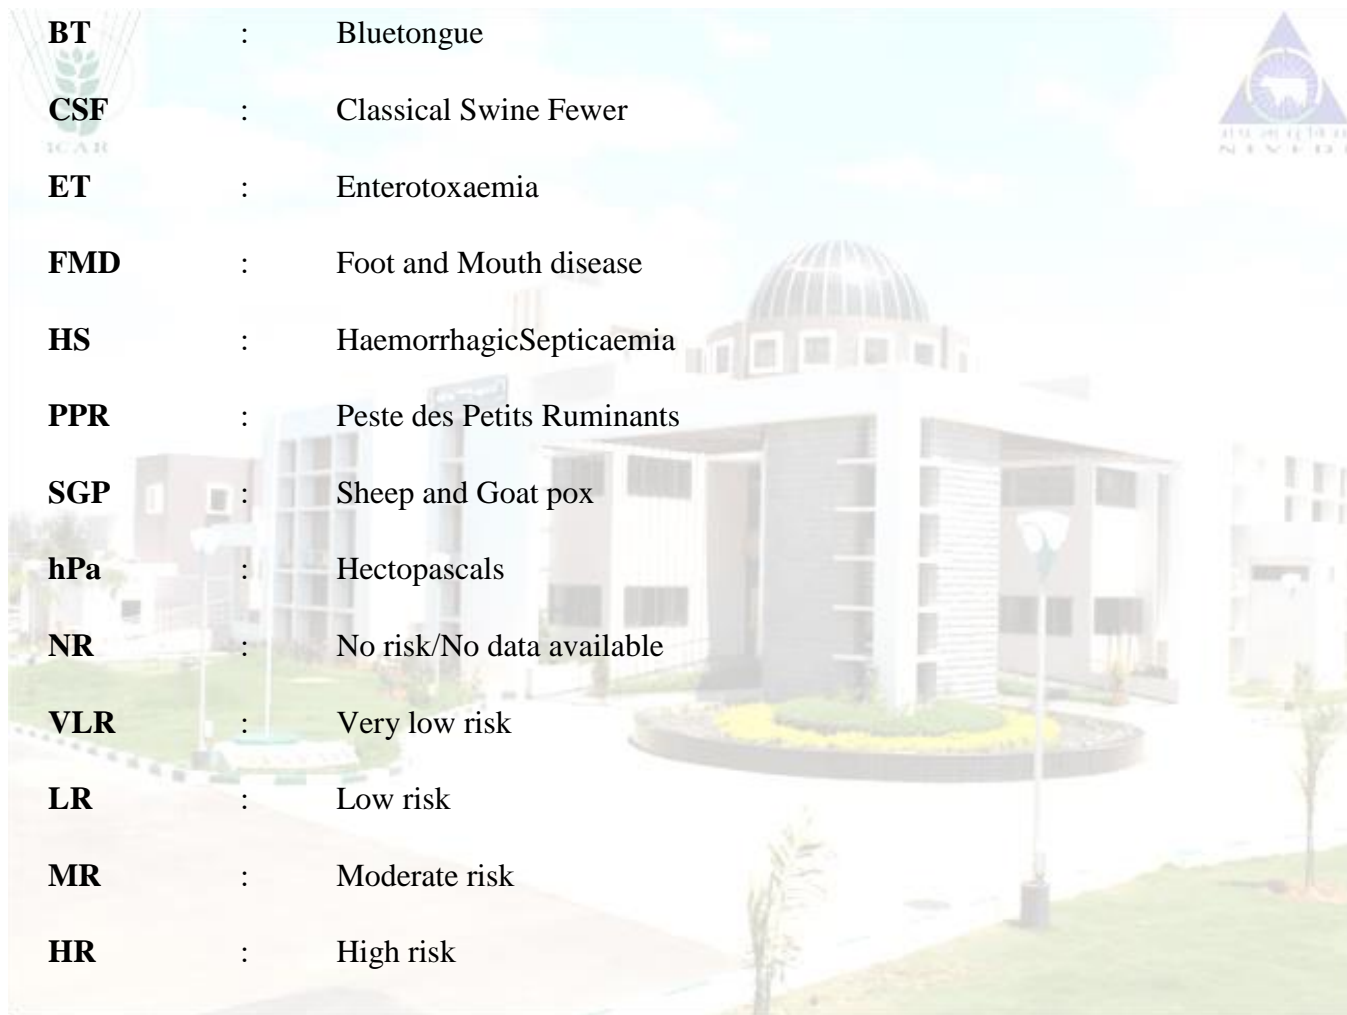 BT : Bluetongue
CSF : Classical Swine Fewer
ICAR
ET : Enterotoxaemia
FMD : Foot and Mouth disease
HS : HaemorrhagicSepticaemia
PPR : Peste des Petits Ruminants
SGP : Sheep and Goat pox
hPa : Hectopascals
NR : No risk/No data available
VLR : Very low risk
LR : Low risk
MR : Moderate risk
HR : High risk